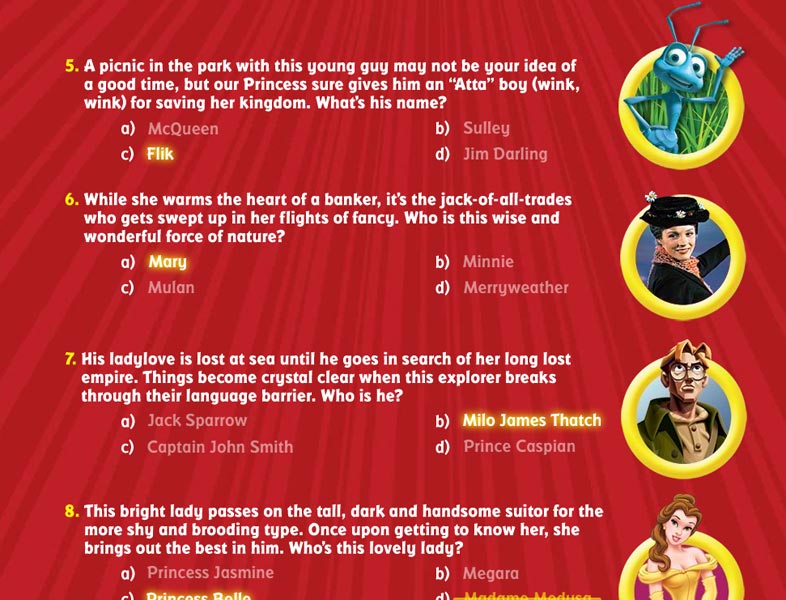 5. A picnic in the park with this young guy may not be your idea of
a good time, but our Princess sure gives him an “Atta” boy (wink,
wink) for saving her kingdom. What's his name?
a) McQueen b) Sulley
c) Flik d) Jim Darling
6. While she warms the heart of a banker, it's the jack-of-all-trades
who gets swept up in her flights of fancy. Who is this wise and
wonderful force of nature?
a) Mary b) Minnie
c) Mulan d) Merryweather
7. His ladylove is lost at sea until he goes in search of her long lost
empire. Things become crystal clear when this explorer breaks
through their language barrier. Who is he?
a) Jack Sparrow b) Milo James Thatch
c) Captain John Smith d) Prince Caspian
8. This bright lady passes on the tall, dark and handsome suitor for the
more shy and brooding type. Once upon getting to know her, she
brings out the best in him. Who's this lovely lady?
a) Princess Jasmine b) Megara
c) Princess Belle d) Madame Medusa